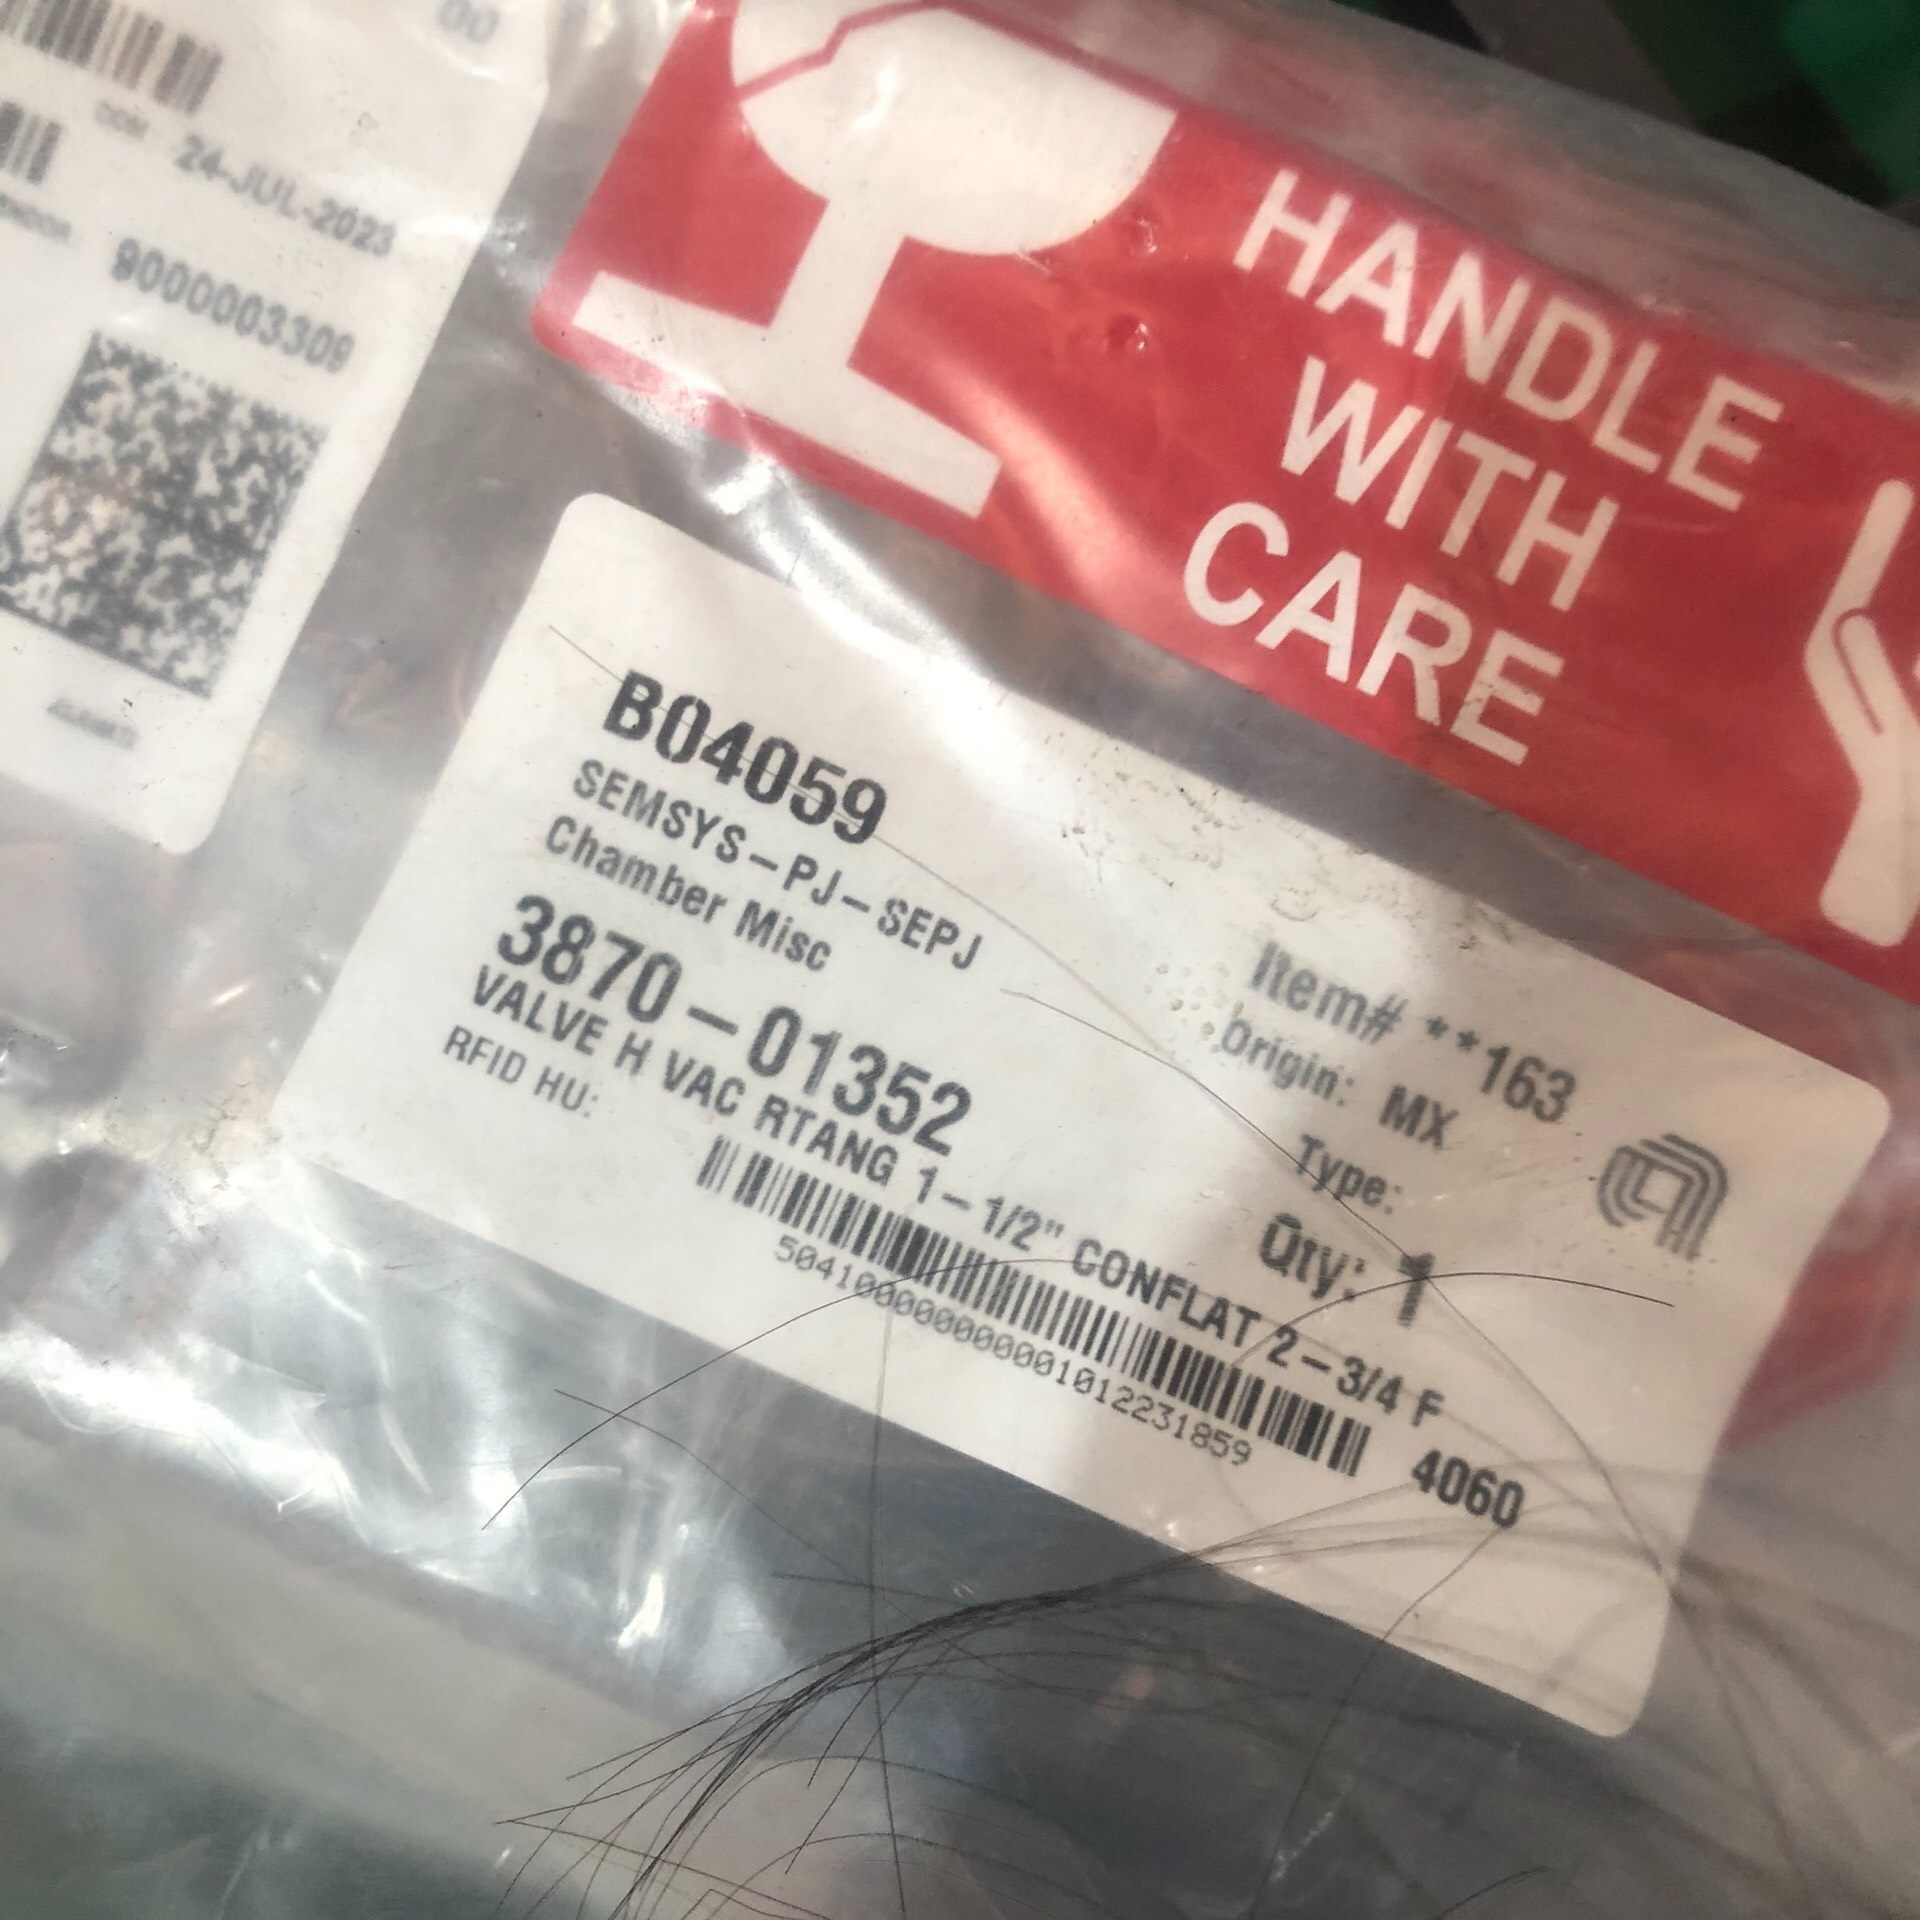 00
24-JUL-2023
9000003309
HANDLE
WITH
CARE
B04059
SEMSYS-PJ-SEPJ
Chamber Misc
3870-01352
VALVE H VAC RTANG 1-1/2" CONFLAT 2-3/4 F
RFID HU:
Item# **163
Origin: MX
Type:
Qty: 1
4060